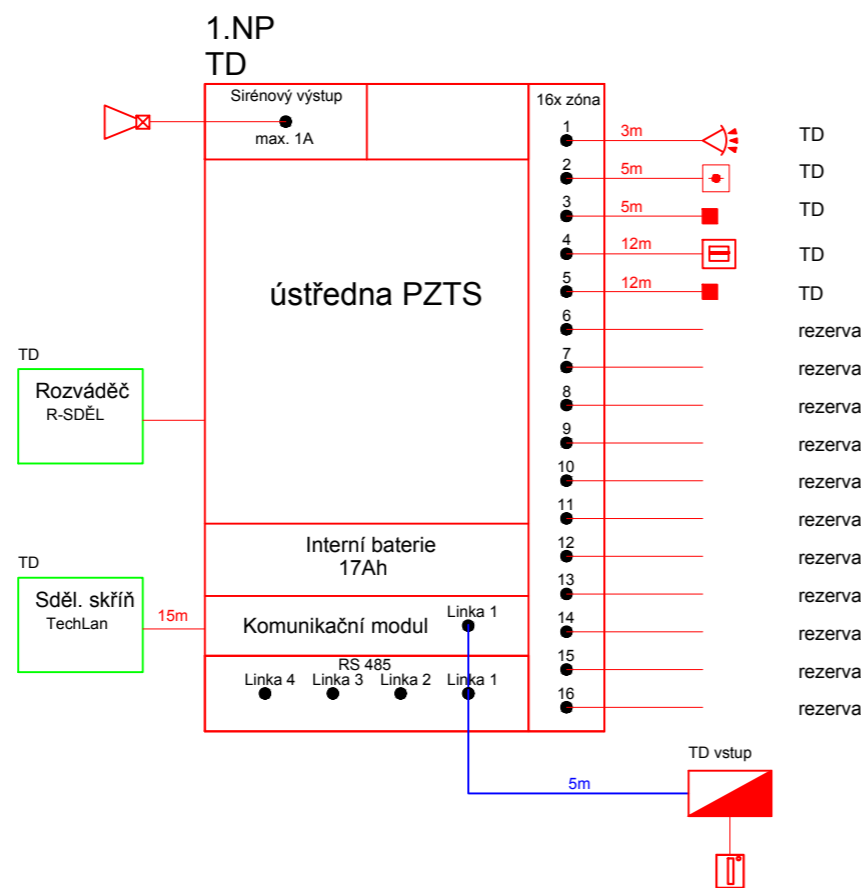 1.NP
TD
Sirénový výstup
max. 1A
16x zóna
1
3m
TD
2
5m
TD
3
5m
TD
4
12m
TD
5
12m
TD
6
rezerva
7
rezerva
8
rezerva
9
rezerva
10
rezerva
11
rezerva
12
rezerva
13
rezerva
14
rezerva
15
rezerva
16
rezerva
ústředna PZTS
TD
Rozváděč
R-SDĚL
Interní baterie
17Ah
TD
Sděl. skříň
TechLan
15m
Komunikační modul
Linka 1
RS 485
Linka 4 Linka 3 Linka 2 Linka 1
TD vstup
5m